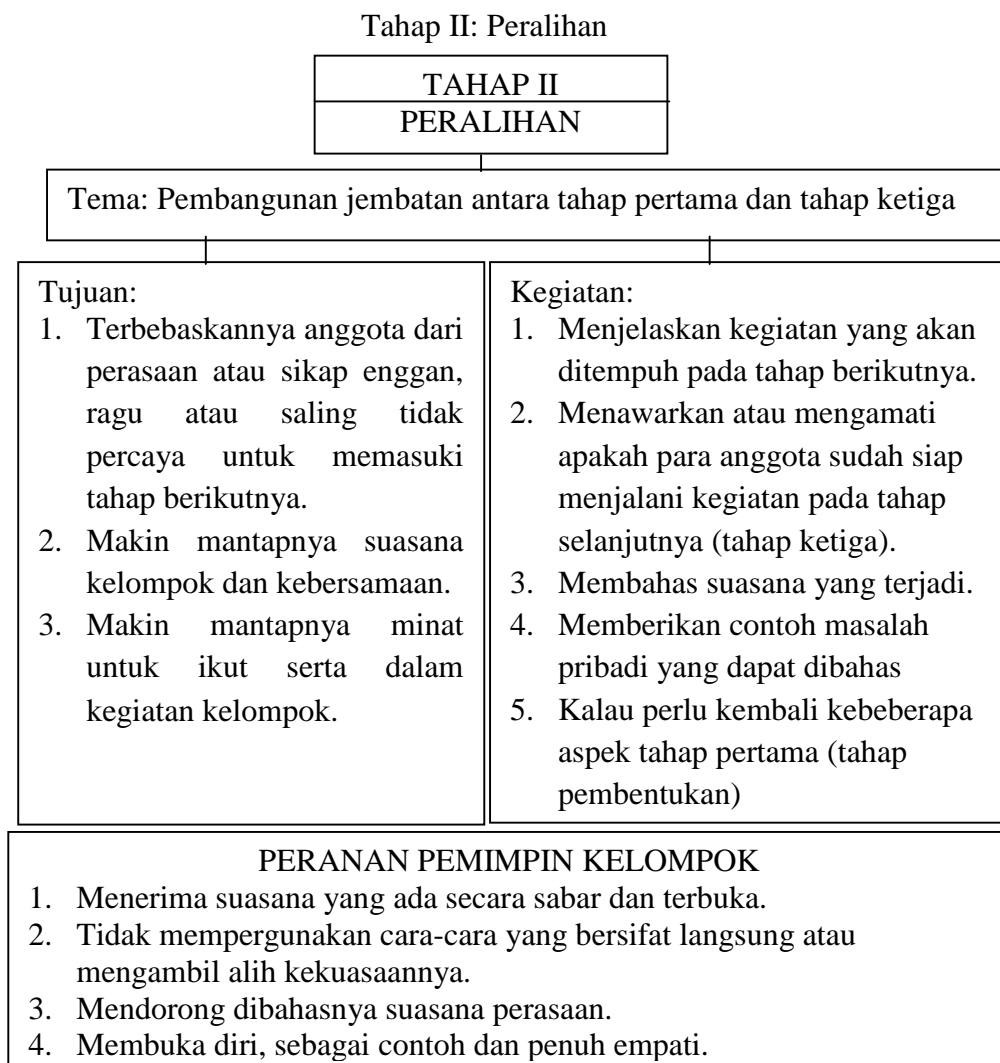 Tahap II: Peralihan
TAHAP II
PERALIHAN
Tema: Pembangunan jembatan antara tahap pertama dan tahap ketiga
Tujuan:
1. Terbebaskannya anggota dari
perasaan atau sikap enggan,
ragu atau saling tidak
percaya untuk memasuki
tahap berikutnya.
2. Makin mantapnya suasana
kelompok dan kebersamaan.
3. Makin mantapnya minat
untuk ikut serta dalam
kegiatan kelompok.
Kegiatan:
1. Menjelaskan kegiatan yang akan
ditempuh pada tahap berikutnya.
2. Menawarkan atau mengamati
apakah para anggota sudah siap
menjalani kegiatan pada tahap
selanjutnya (tahap ketiga).
3. Membahas suasana yang terjadi.
4. Memberikan contoh masalah
pribadi yang dapat dibahas
5. Kalau perlu kembali kebeberapa
aspek tahap pertama (tahap
pembentukan)
PERANAN PEMIMPIN KELOMPOK
1. Menerima suasana yang ada secara sabar dan terbuka.
2. Tidak mempergunakan cara-cara yang bersifat langsung atau
mengambil alih kekuasaannya.
3. Mendorong dibahasnya suasana perasaan.
4. Membuka diri, sebagai contoh dan penuh empati.